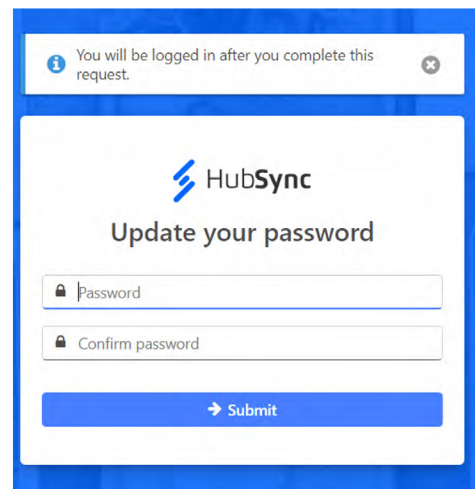 You will be logged in after you complete this
request.
HubSync
Update your password
Password
Confirm password
Submit